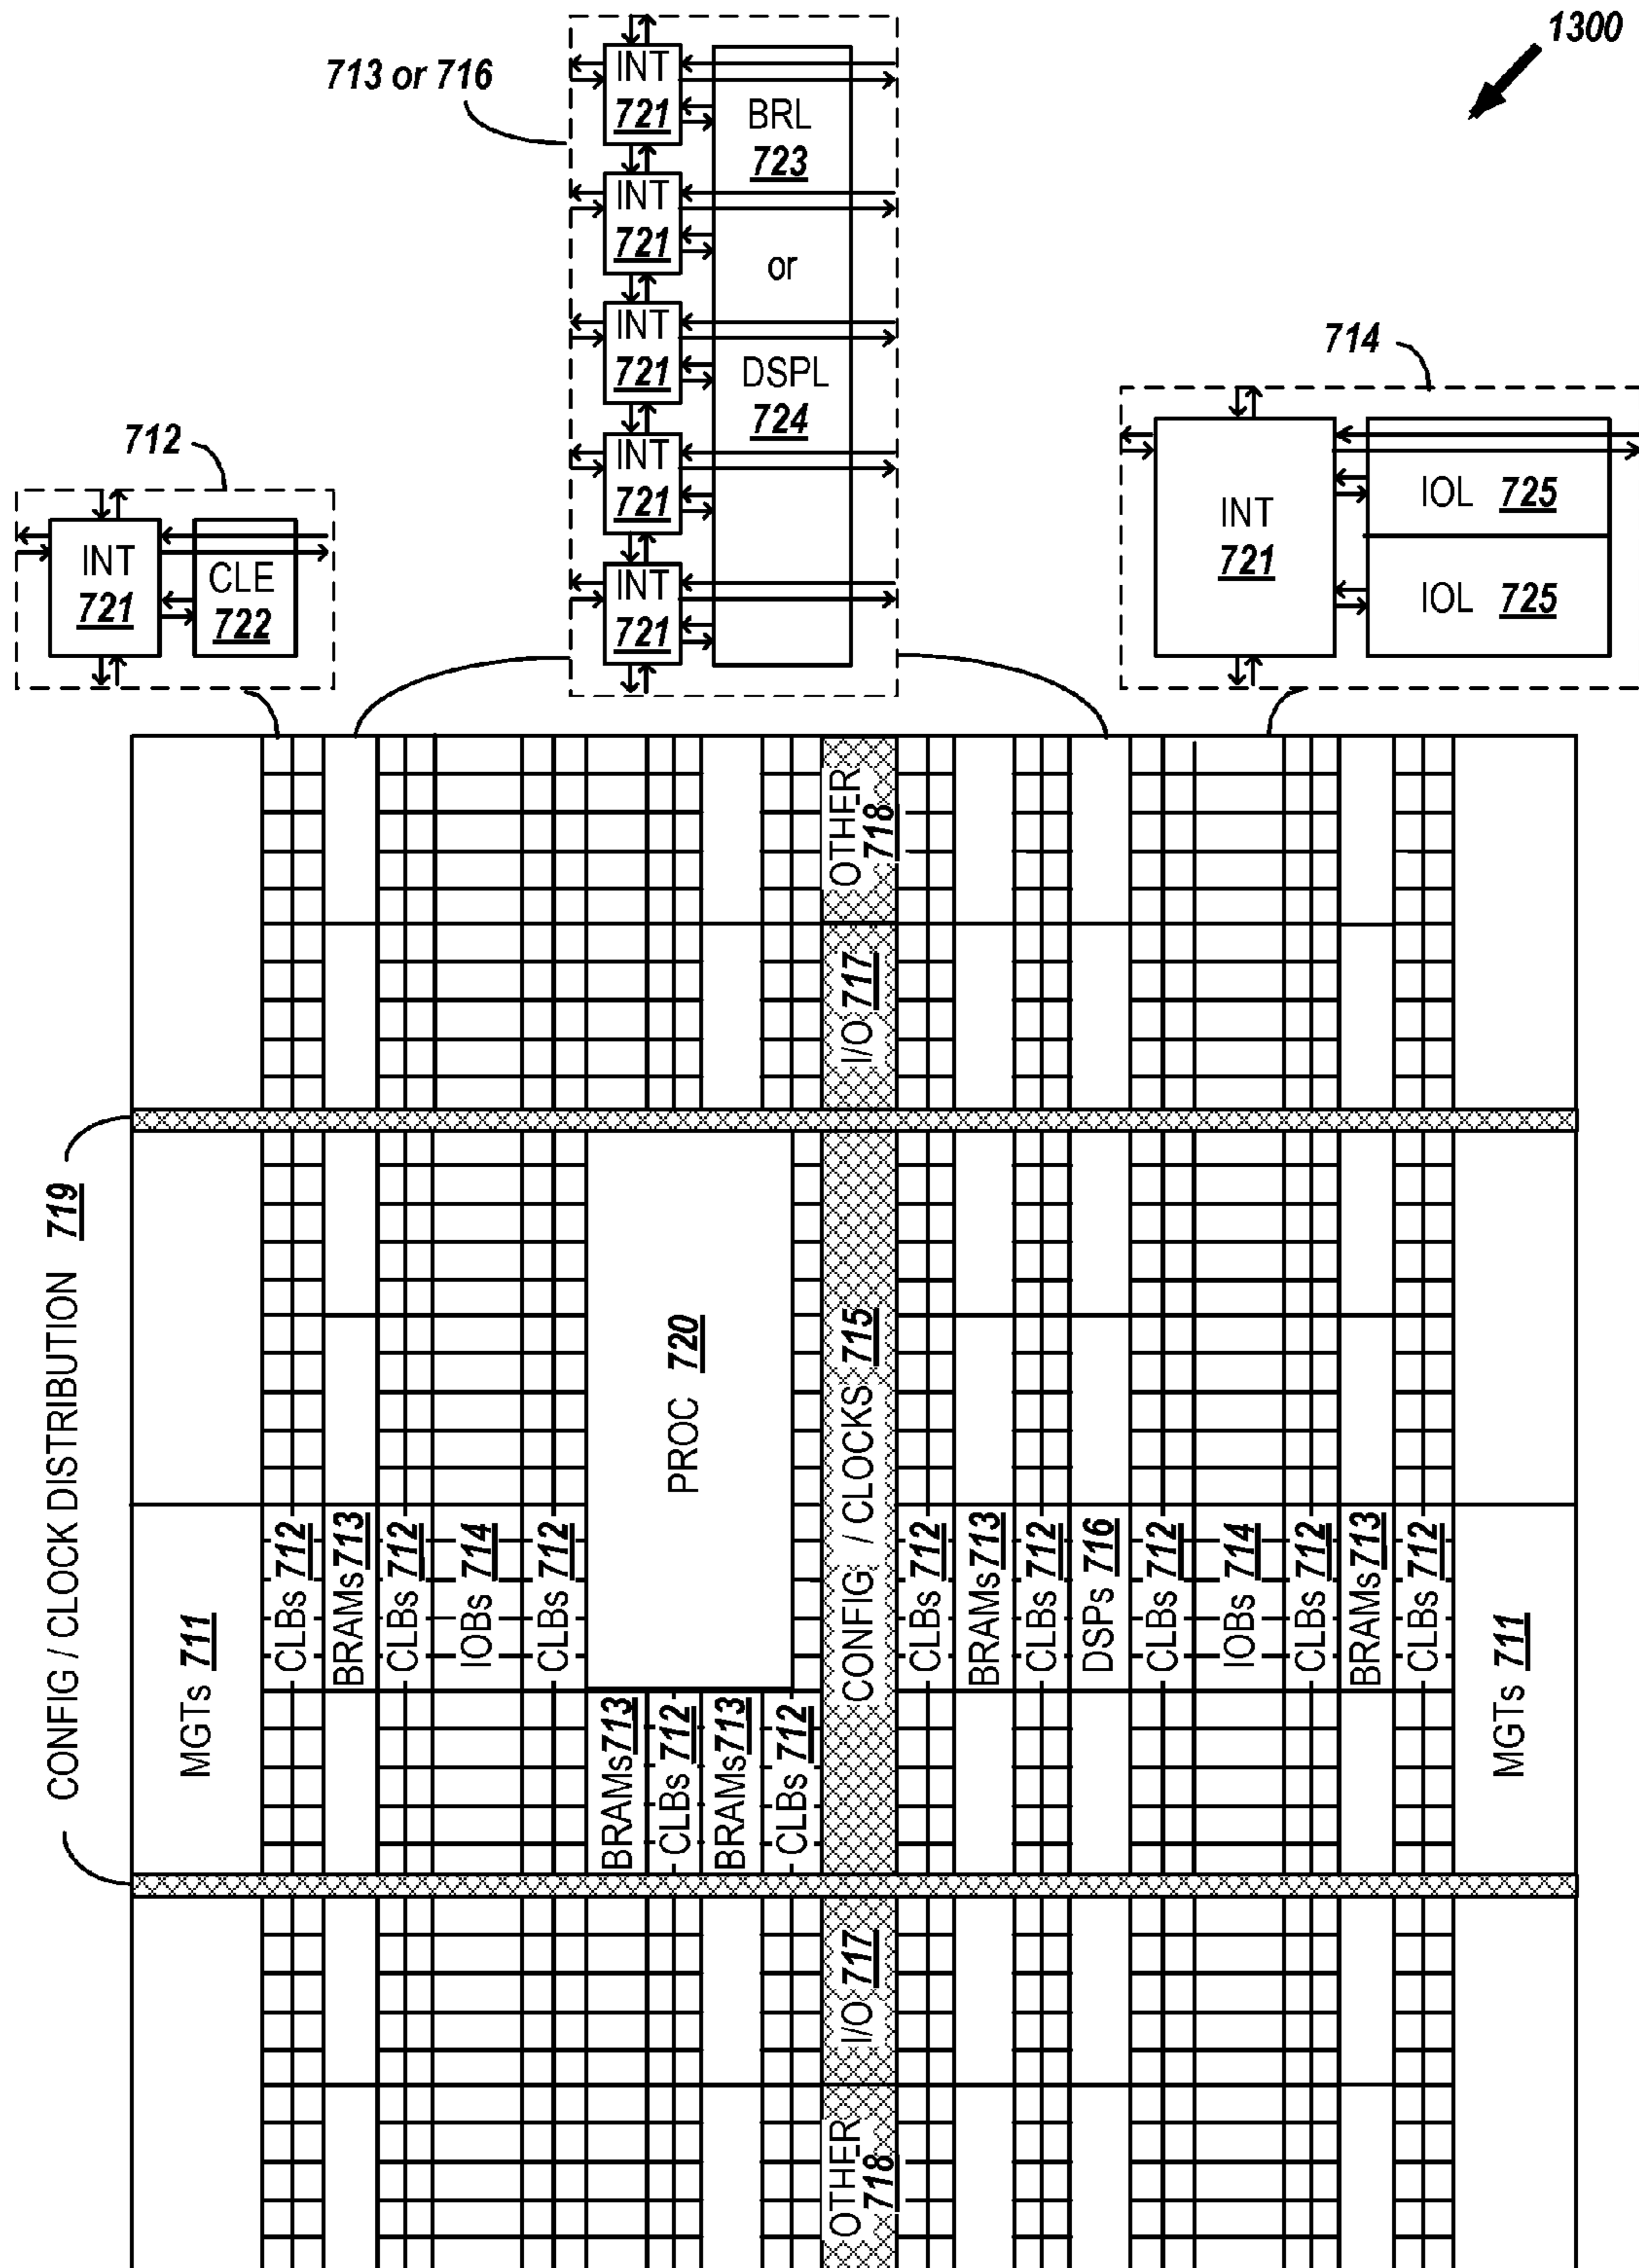 1300
713 or 716
INT
721
INT
721
INT
721
INT
721
INT
721
BRL
723
or
DSPL
724
714
INT
721
IOL 725
IOL 725
712
INT
721
CLE
722
OTHER
718
I/O 717
CONFIG / CLOCK DISTRIBUTION 719
PROC 720
CONFIG / CLOCKS 715
MGTs 711
CLBs 712
BRAMs 713
CLBs 712
IOBs 714
CLBs 712
BRAMs 713
CLBs 712
BRAMs 713
CLBs 712
CLBs 712
BRAMs 713
CLBs 712
DSPs 716
CLBs 712
IOBs 714
CLBs 712
BRAMs 713
CLBs 712
MGTs 711
I/O 717
OTHER
718